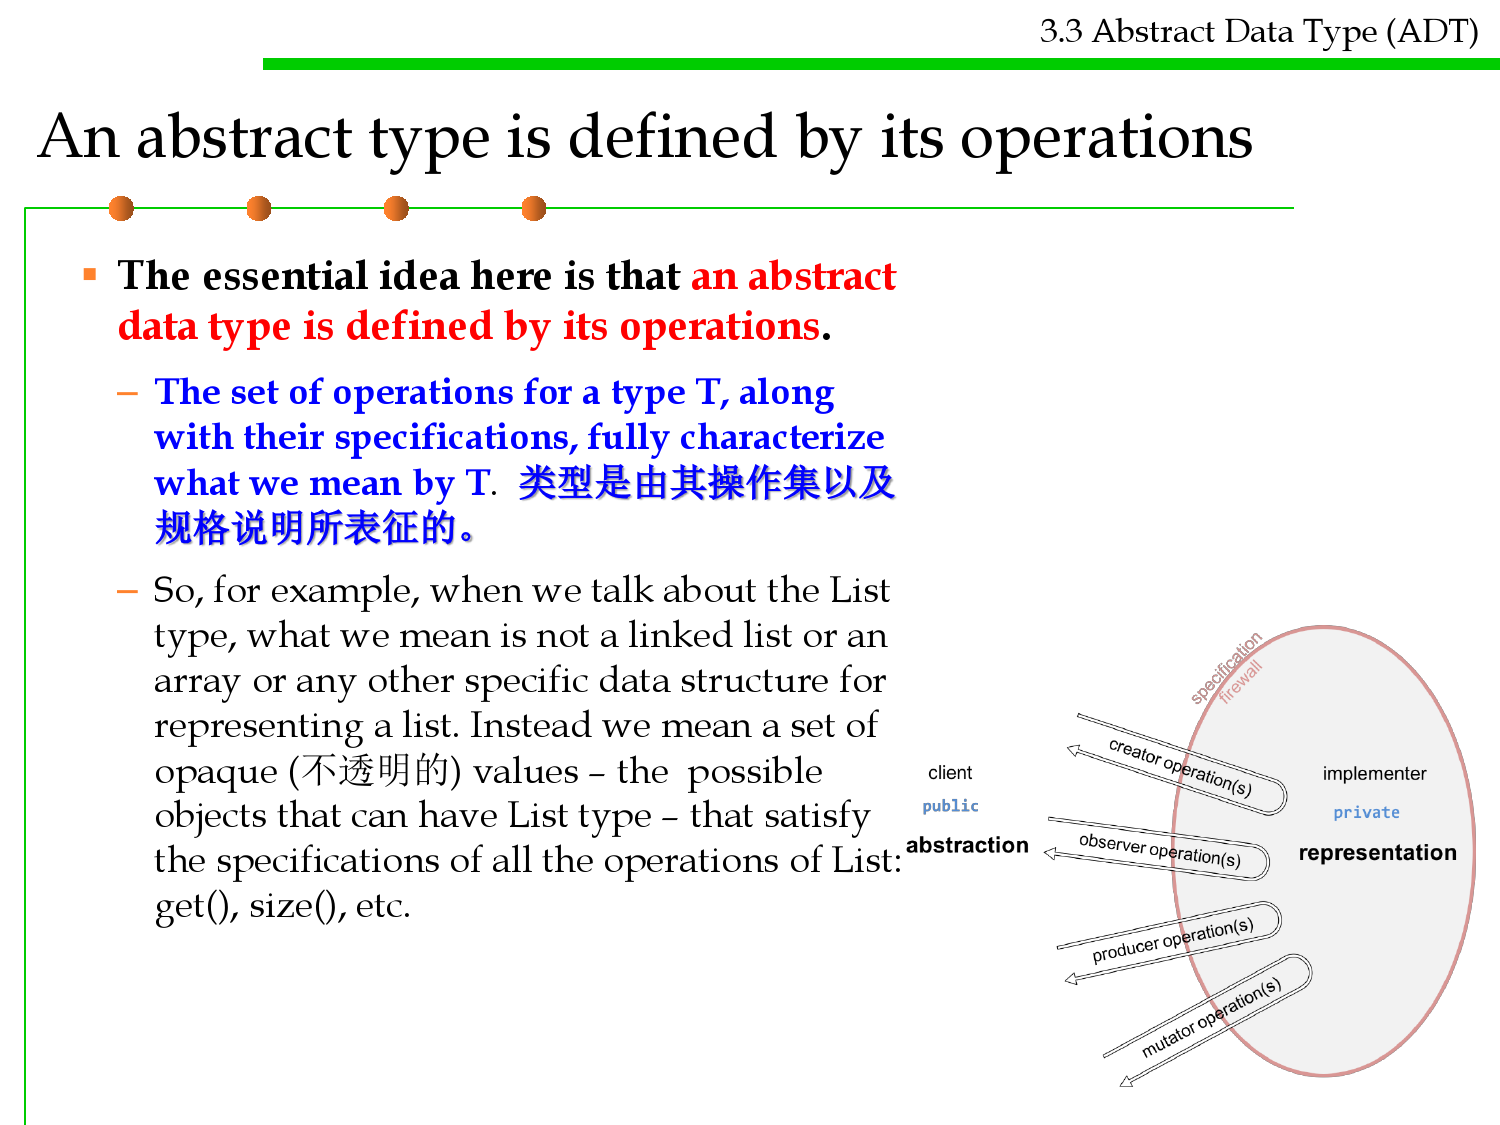 3.3 Abstract Data Type (ADT)
An abstract type is defined by its operations
The essential idea here is that an abstract
data type is defined by its operations.
– The set of operations for a type T, along
with their specifications, fully characterize
what we mean by T. 类型是由其操作集以及
规格说明所表征的。
– So, for example, when we talk about the List
type, what we mean is not a linked list or an
array or any other specific data structure for
representing a list. Instead we mean a set of
opaque (不透明的) values – the possible
objects that can have List type – that satisfy
the specifications of all the operations of List:
get(), size(), etc.
specification
firewall
client
public
abstraction
creator operation(s)
observer operation(s)
producer operation(s)
mutator operation(s)
implementer
private
representation